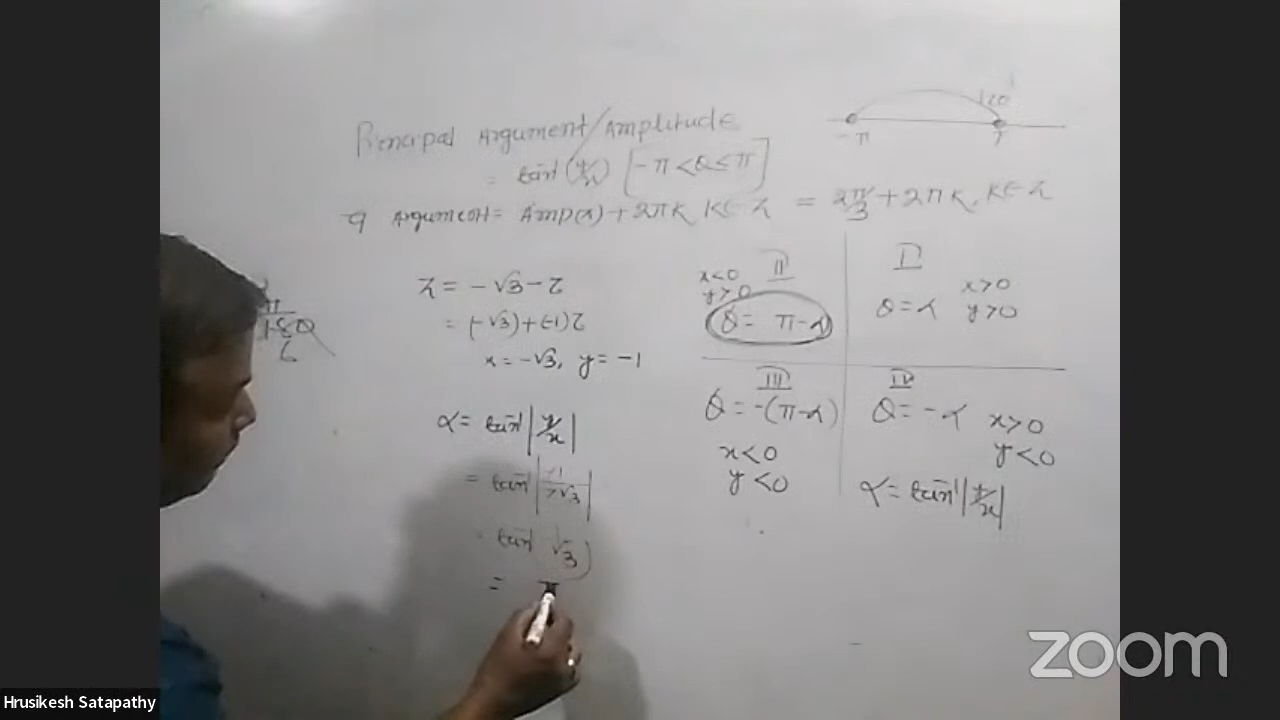 Principal Argument/Amplitude
= tan⁻¹(y/x) [-π<θ≤π]
120°
-π π
Argument = Amp(z)+2πK K∈Z = 2π/3 + 2πK, K∈Z
z = -√3-i
= (-√3)+(-1)i
x = -√3, y = -1
α = tan⁻¹|y/x|
= tan⁻¹|-1/-√3|
= tan⁻¹(1/√3)
= π
π
180
6
II
x<0
y>0
θ = π-α
I
θ=α
x>0
y>0
III
θ = -(π-α)
x<0
y<0
IV
θ = -α
x>0
y<0
α = tan⁻¹|y/x|
zoom
Hrusikesh Satapathy